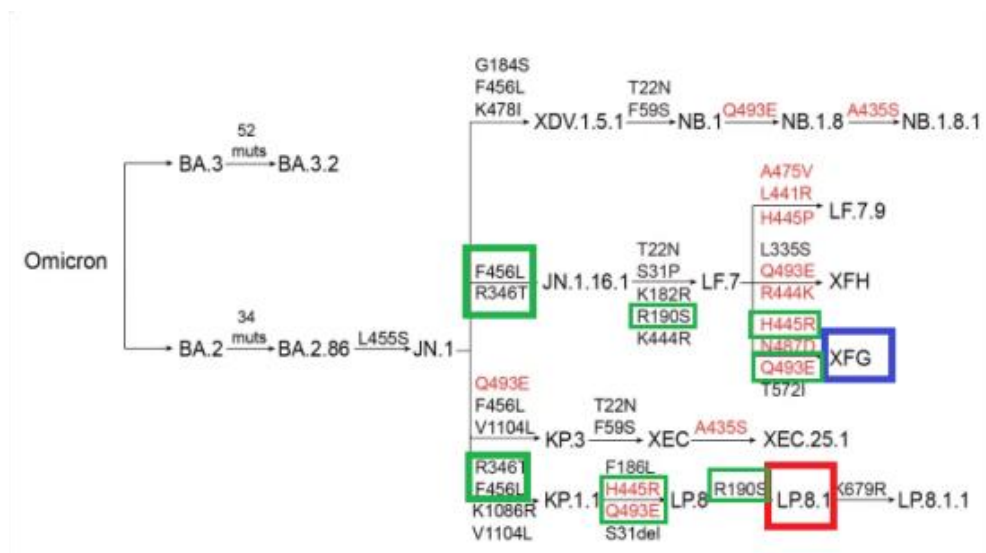 G184S
F456L
K478I
XDV.1.5.1
T22N
F59S
NB.1
Q493E
NB.1.8
A435S
NB.1.8.1
52
muts
BA.3
BA.3.2
A475V
L441R
H445P
LF.7.9
Omicron
F456L
R346T
JN.1.16.1
T22N
S31P
K182R
R190S
K444R
LF.7
L335S
Q493E
R444K
XFH
H445R
N487D
Q493E
T572I
XFG
34
muts
BA.2
BA.2.86
L455S
JN.1
Q493E
F456L
V1104L
KP.3
T22N
F59S
XEC
A435S
XEC.25.1
R346T
F456L
K1086R
V1104L
KP.1.1
F186L
H445R
Q493E
S31del
LP.8
R190S
LP.8.1
K679R
LP.8.1.1